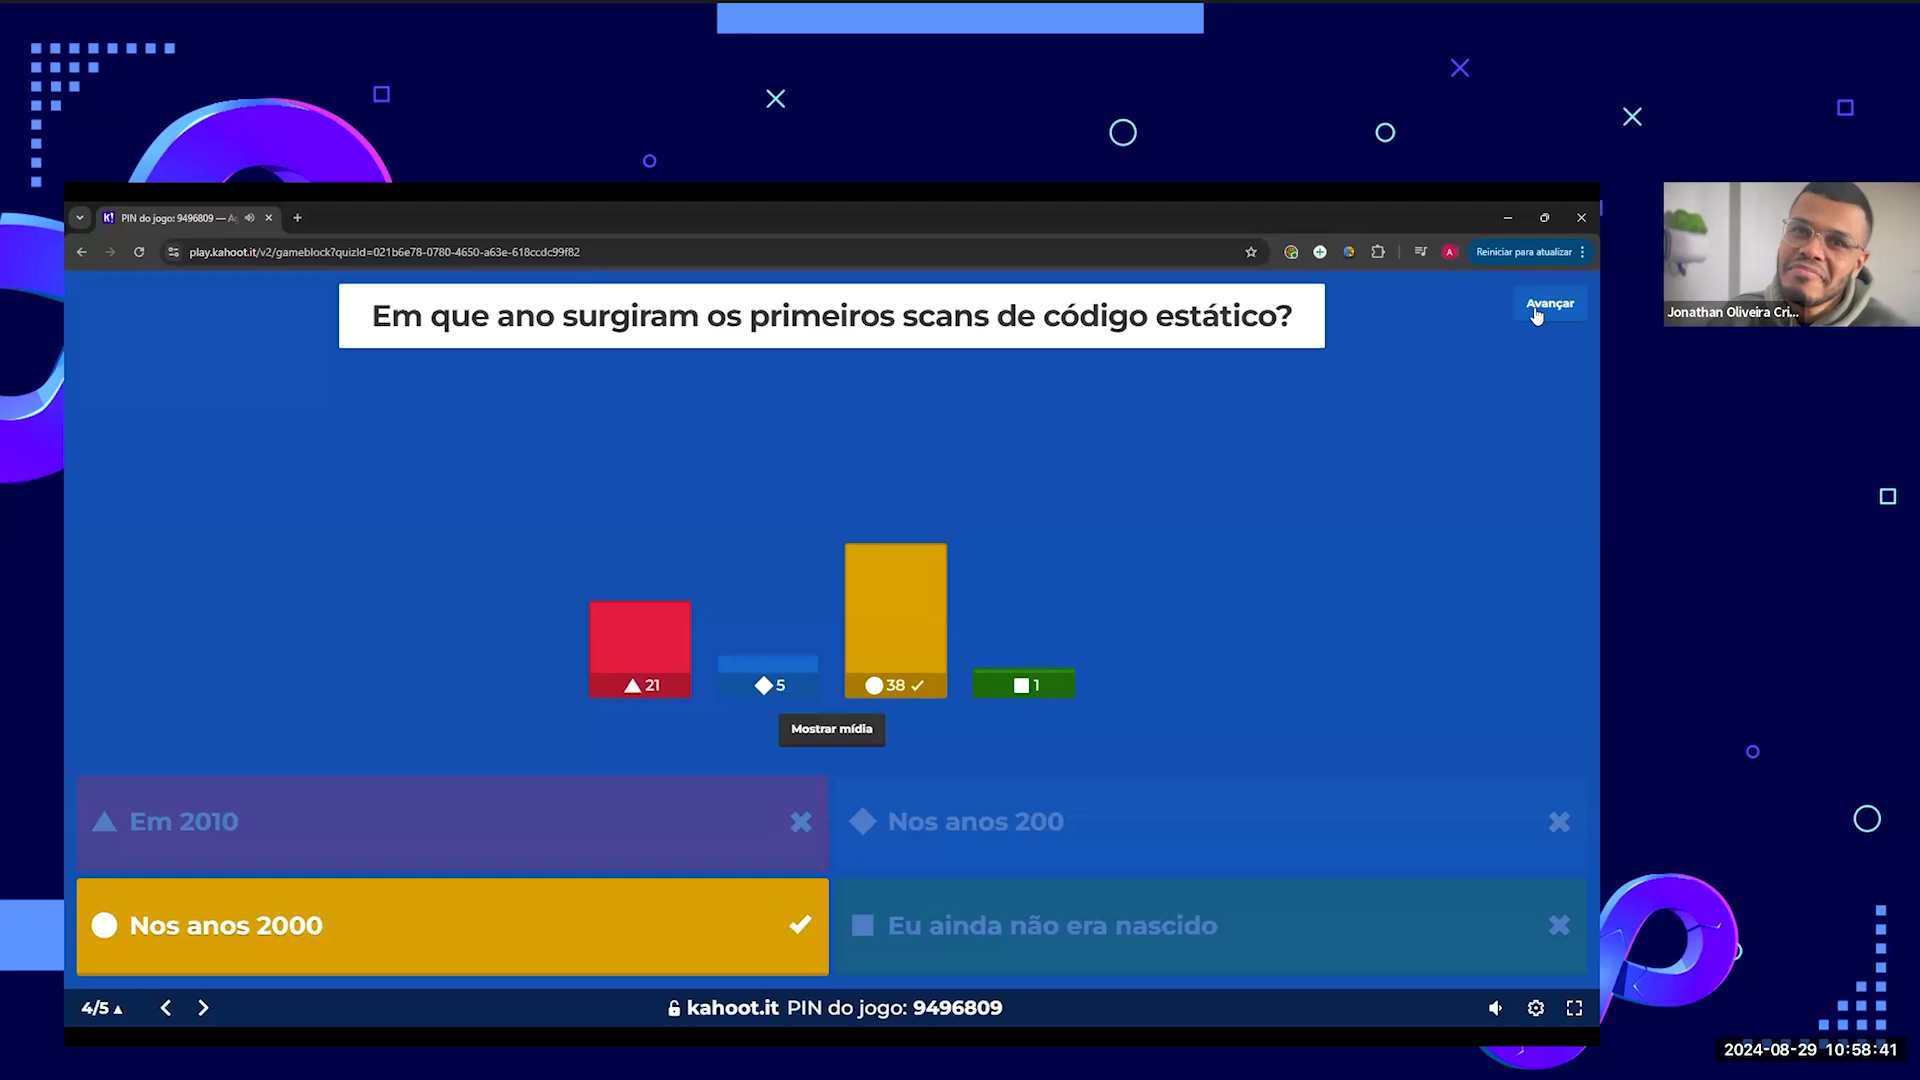 PIN do jogo: 9496809 — A
play.kahoot.it/v2/gameblock?quizId=021b6e78-0780-4650-a63e-618ccdc99f82
A
Reiniciar para atualizar
Em que ano surgiram os primeiros scans de código estático?
Avançar
Jonathan Oliveira Cri...
21
5
38
1
Mostrar mídia
Em 2010
Nos anos 200
Nos anos 2000
Eu ainda não era nascido
4/5
kahoot.it PIN do jogo: 9496809
2024-08-29 10:58:41